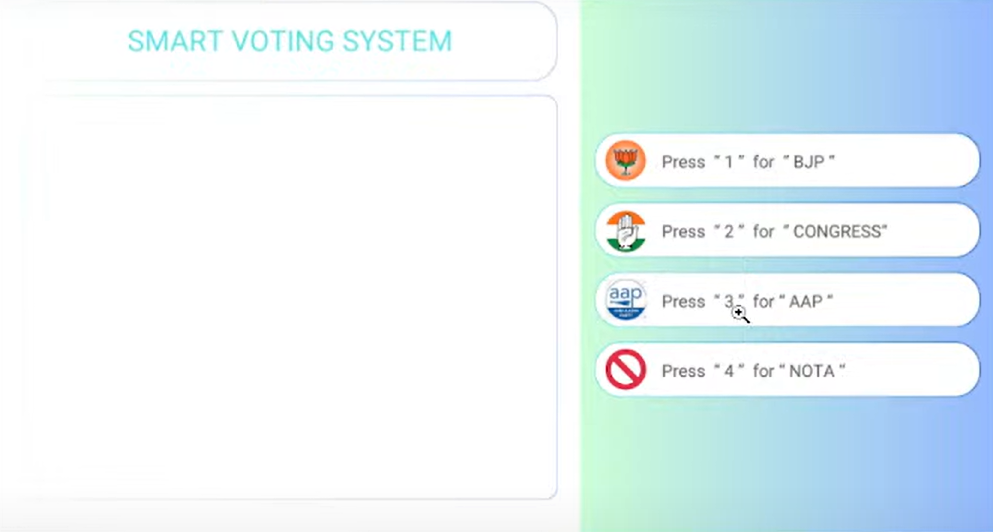 SMART VOTING SYSTEM
Press “ 1 ” for “ BJP “
Press “ 2 ” for “ CONGRESS”
aap
Press “ 3 ” for “ AAP “
Press “ 4 ” for “ NOTA “